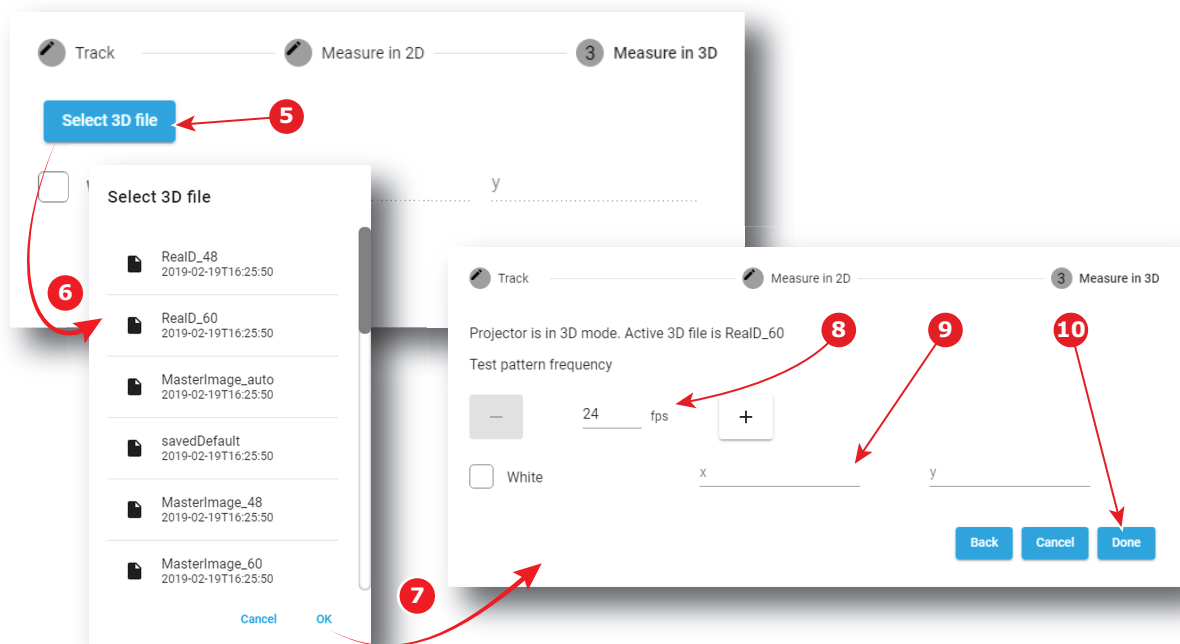 Track
Measure in 2D
3 Measure in 3D
Select 3D file
5
y
Select 3D file
RealD_48
2019-02-19T16:25:50
RealD_60
2019-02-19T16:25:50
MasterImage_auto
2019-02-19T16:25:50
savedDefault
2019-02-19T16:25:50
MasterImage_48
2019-02-19T16:25:50
MasterImage_60
2019-02-19T16:25:50
Cancel OK
6
7
Track
Measure in 2D
3 Measure in 3D
Projector is in 3D mode. Active 3D file is RealD_60
8
9
10
Test pattern frequency
− 24 fps +
White x y
Back Cancel Done